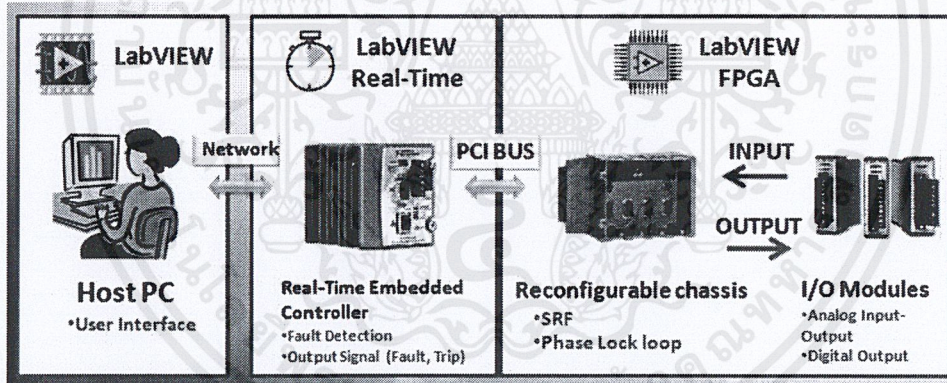 LabVIEW
Network
Host PC
•User Interface
LabVIEW
Real-Time
PCI BUS
Real-Time Embedded
Controller
•Fault Detection
•Output Signal (Fault, Trip)
LabVIEW
FPGA
INPUT
OUTPUT
Reconfigurable chassis
•SRF
•Phase Lock loop
I/O Modules
•Analog Input-
Output
•Digital Output